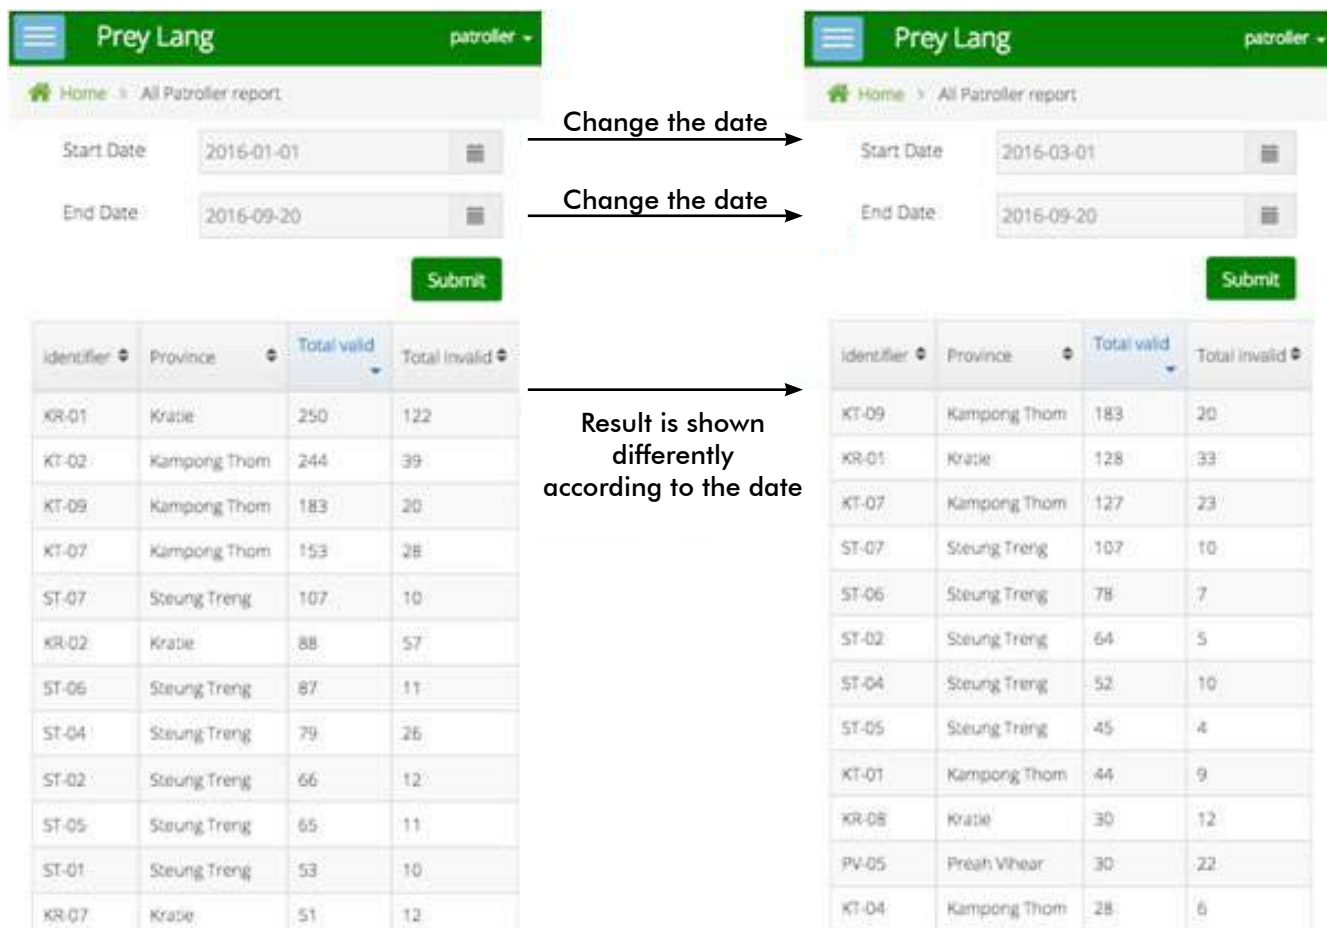 Prey Lang patroller
Home > All Patroller report
Start Date 2016-01-01
End Date 2016-09-20
Submit
identifier Province Total valid Total invalid
KR-01 Kratie 250 122
KT-02 Kampong Thom 244 39
KT-09 Kampong Thom 183 20
KT-07 Kampong Thom 153 28
ST-07 Steung Treng 107 10
KR-02 Kratie 88 57
ST-06 Steung Treng 87 11
ST-04 Steung Treng 79 26
ST-02 Steung Treng 66 12
ST-05 Steung Treng 65 11
ST-01 Steung Treng 53 10
KR-07 Kratie 51 12
Change the date
Change the date
Result is shown
differently
according to the date
Prey Lang patroller
Home > All Patroller report
Start Date 2016-03-01
End Date 2016-09-20
Submit
identifier Province Total valid Total invalid
KT-09 Kampong Thom 183 20
KR-01 Kratie 128 33
KT-07 Kampong Thom 127 23
ST-07 Steung Treng 107 10
ST-06 Steung Treng 78 7
ST-02 Steung Treng 64 5
ST-04 Steung Treng 52 10
ST-05 Steung Treng 45 4
KT-01 Kampong Thom 44 9
KR-08 Kratie 30 12
PV-05 Preah Vihear 30 22
KT-04 Kampong Thom 28 6